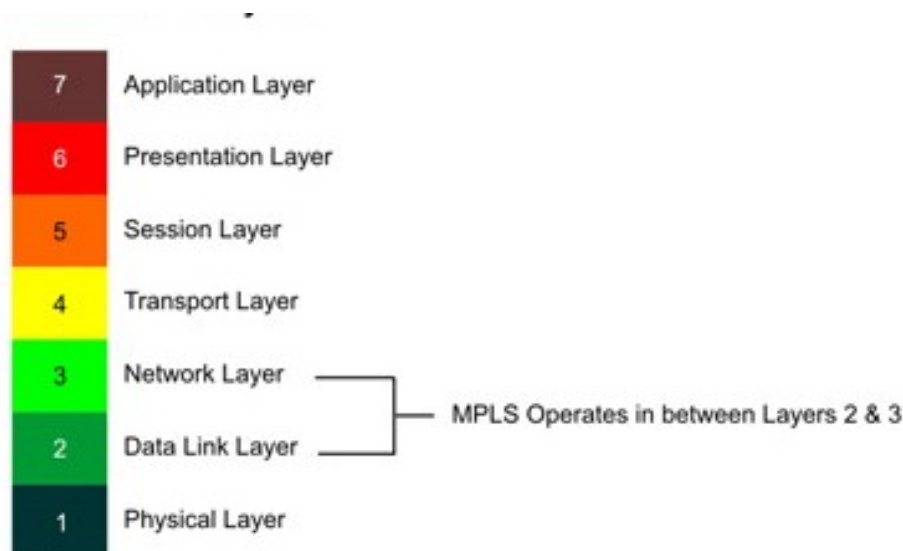 7 Application Layer
6 Presentation Layer
5 Session Layer
4 Transport Layer
3 Network Layer
MPLS Operates in between Layers 2 & 3
2 Data Link Layer
1 Physical Layer